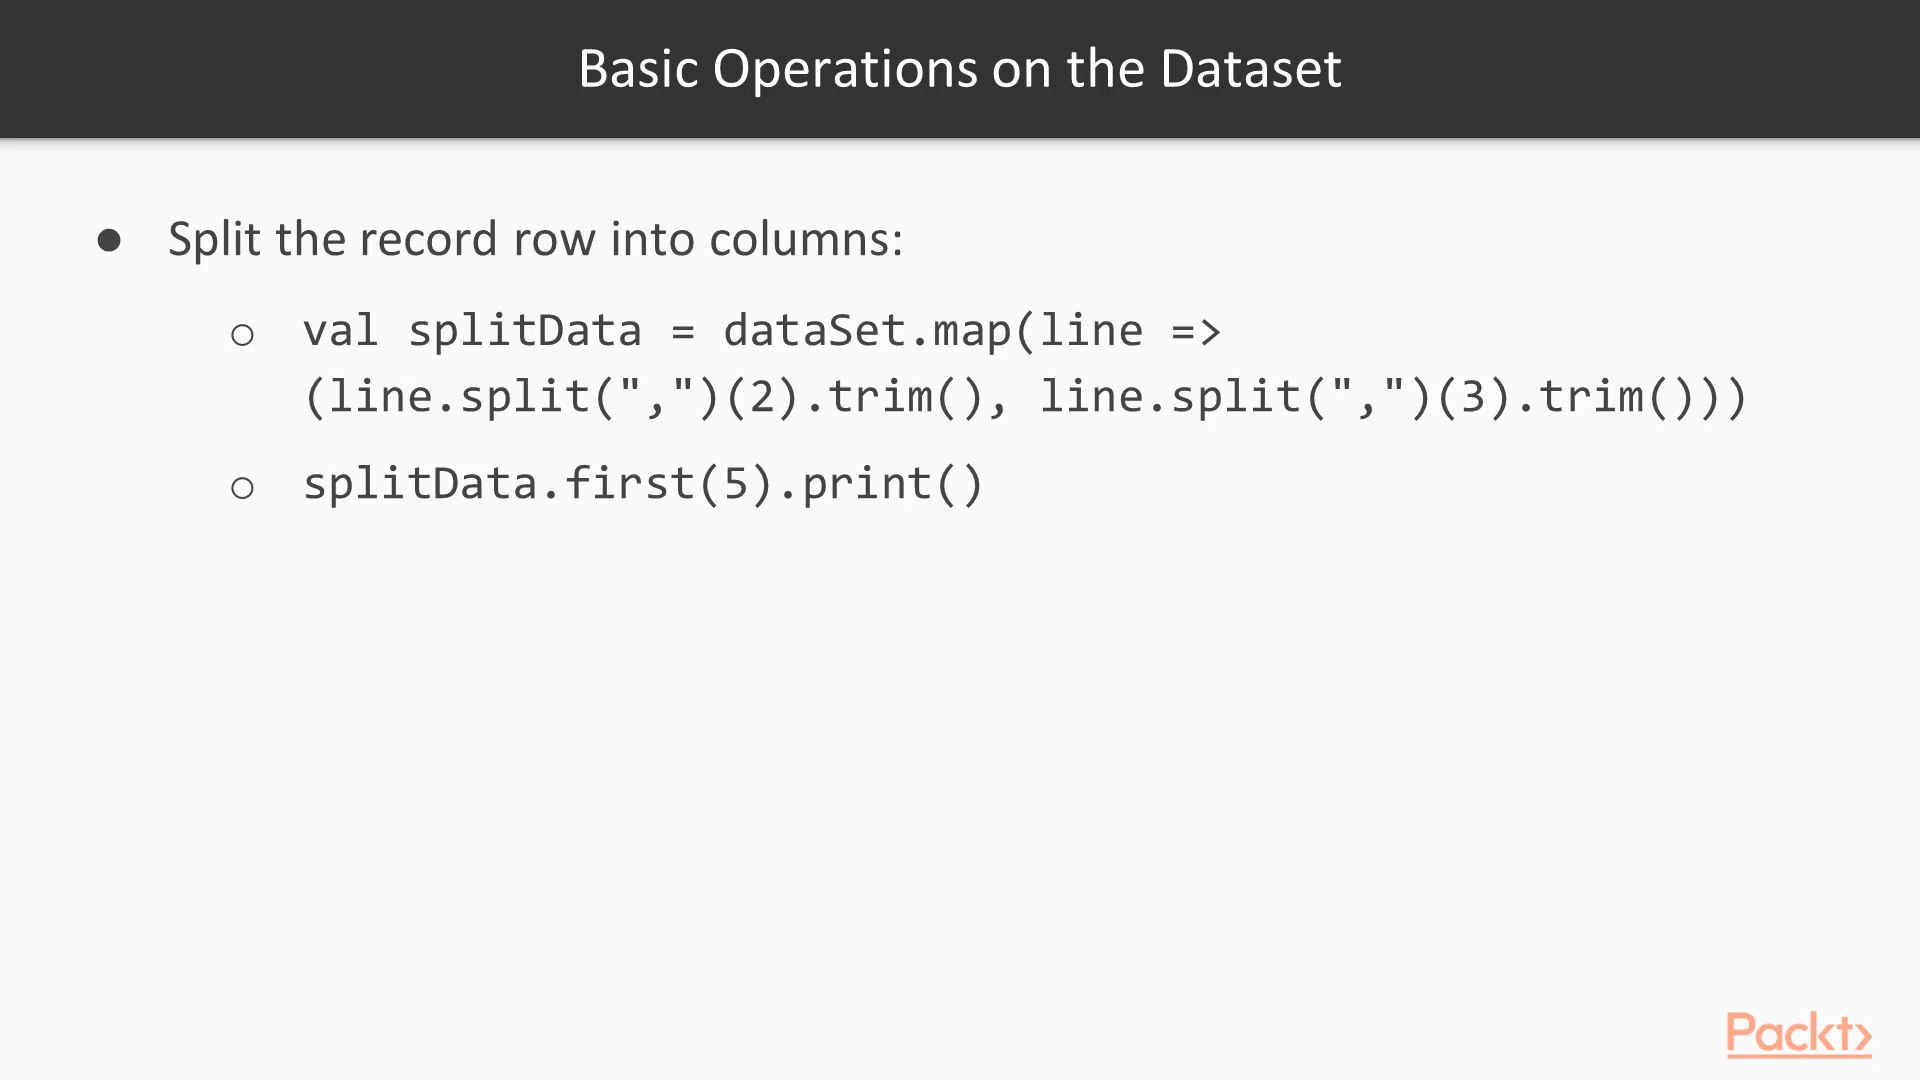 Basic Operations on the Dataset
● Split the record row into columns:
○ val splitData = dataSet.map(line =>
(line.split(",")(2).trim(), line.split(",")(3).trim()))
○ splitData.first(5).print()
Packt>